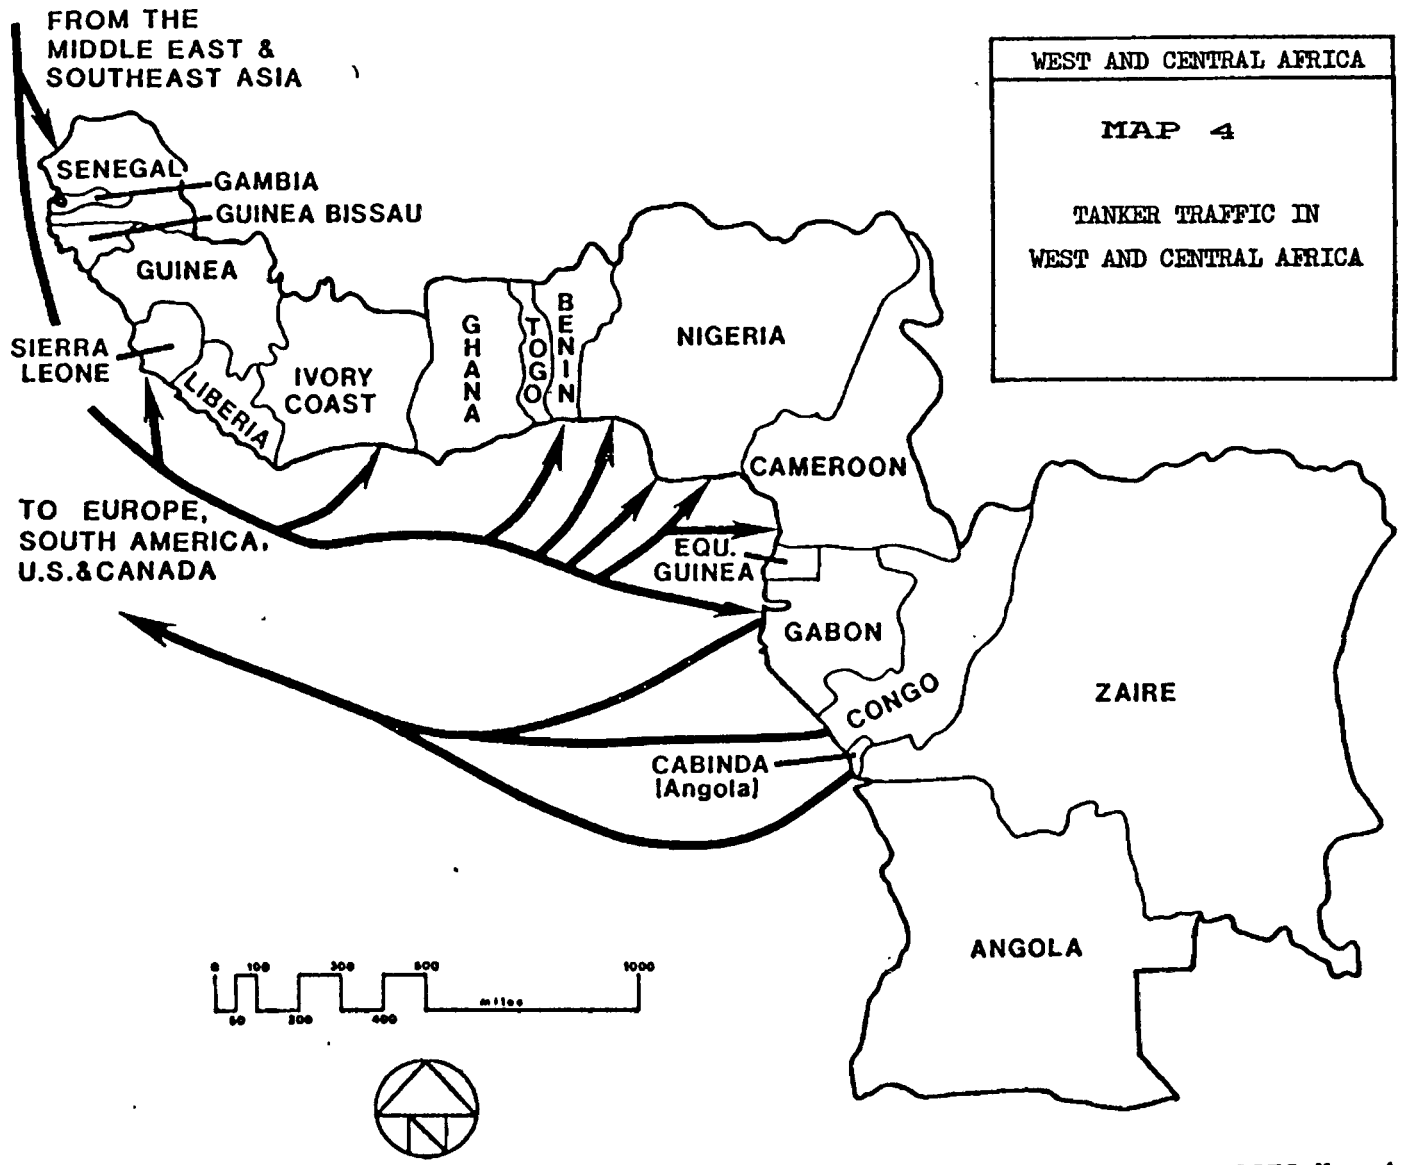 FROM THE
MIDDLE EAST &
SOUTHEAST ASIA
WEST AND CENTRAL AFRICA
MAP 4
TANKER TRAFFIC IN
WEST AND CENTRAL AFRICA
SENEGAL
GAMBIA
GUINEA BISSAU
GUINEA
SIERRA
LEONE
LIBERIA
IVORY
COAST
GHANA
TOGO
BENIN
NIGERIA
CAMEROON
TO EUROPE,
SOUTH AMERICA,
U.S.&CANADA
EQU.
GUINEA
GABON
CONGO
ZAIRE
CABINDA
(Angola)
ANGOLA
0 100 300 500 1000
miles
50 200 400
N